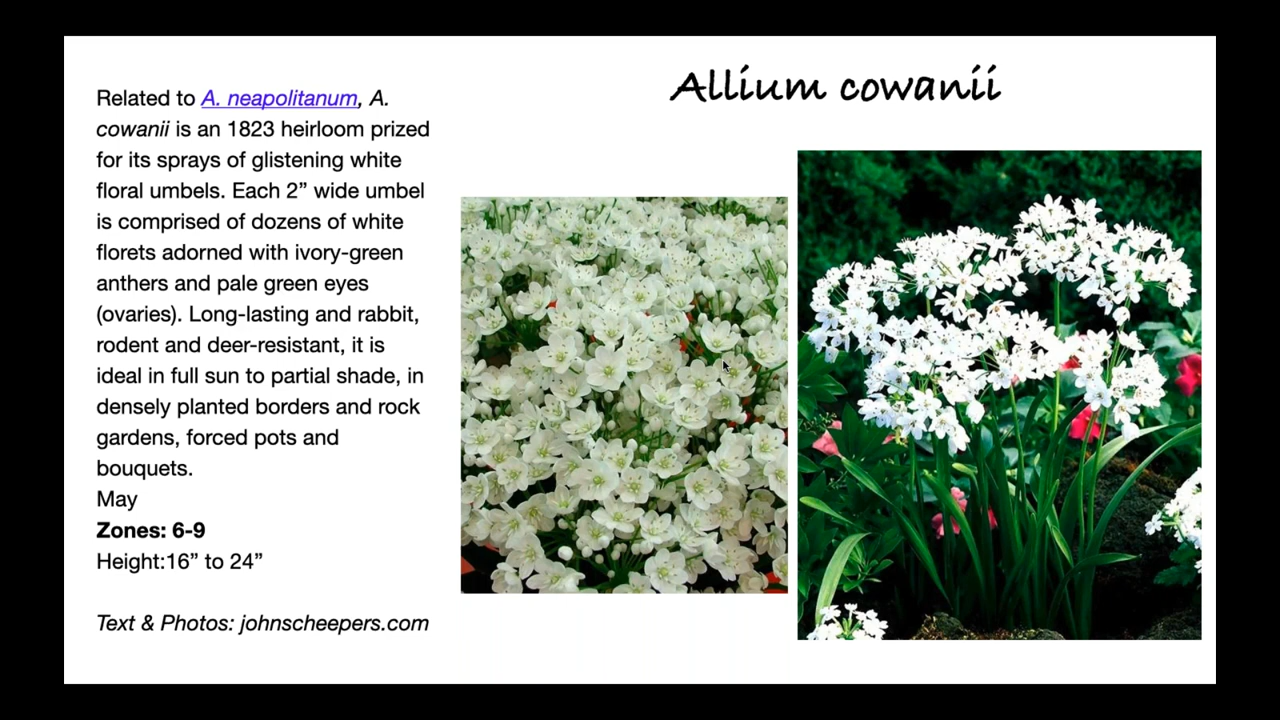 Allium cowanii
Related to A. neapolitanum, A.
cowanii is an 1823 heirloom prized
for its sprays of glistening white
floral umbels. Each 2” wide umbel
is comprised of dozens of white
florets adorned with ivory-green
anthers and pale green eyes
(ovaries). Long-lasting and rabbit,
rodent and deer-resistant, it is
ideal in full sun to partial shade, in
densely planted borders and rock
gardens, forced pots and
bouquets.
May
Zones: 6-9
Height:16” to 24”
Text & Photos: johnscheepers.com